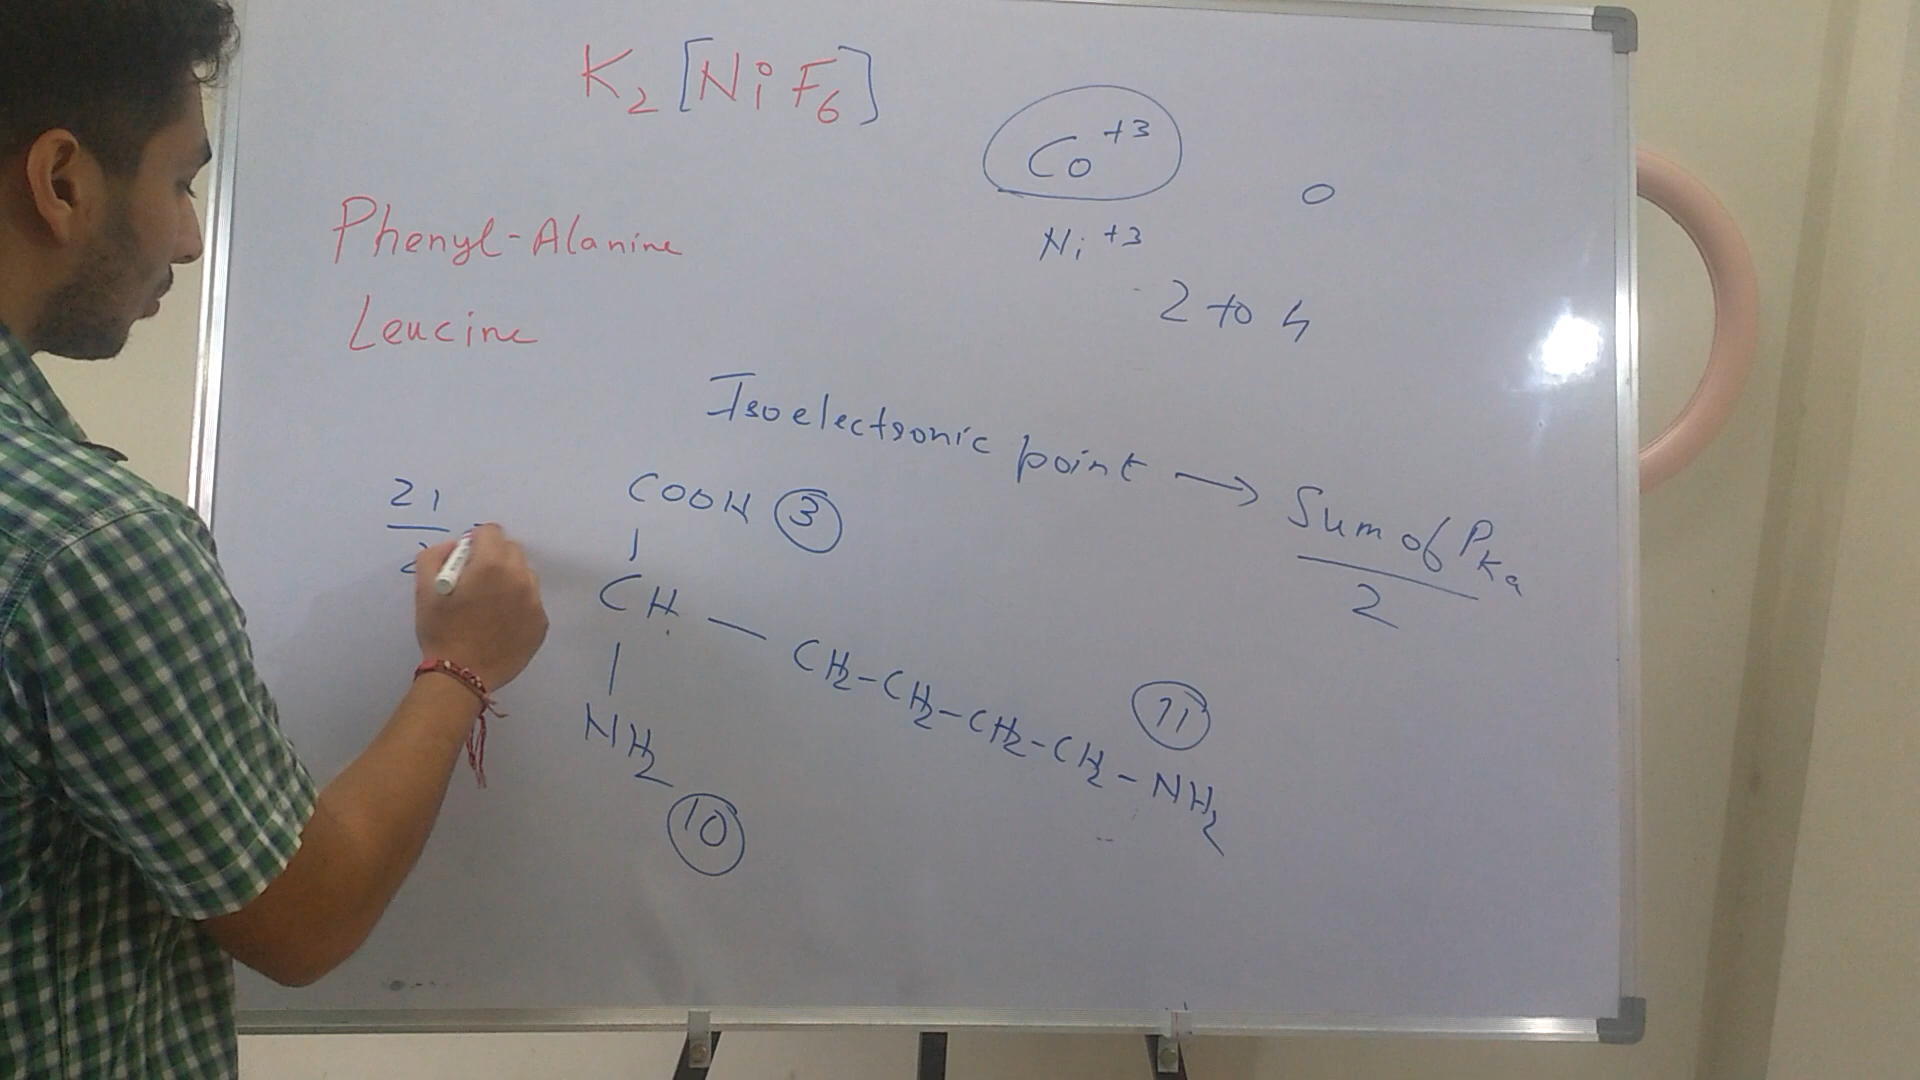 K2[NiF6]
Co+3
o
Ni+3
2 to 4
Phenyl-Alanine
Leucine
Isoelectronic point → Sum of PKa
2
21
2
COOH 3
CH — CH2-CH2-CH2-CH2-NH2
11
NH2
10